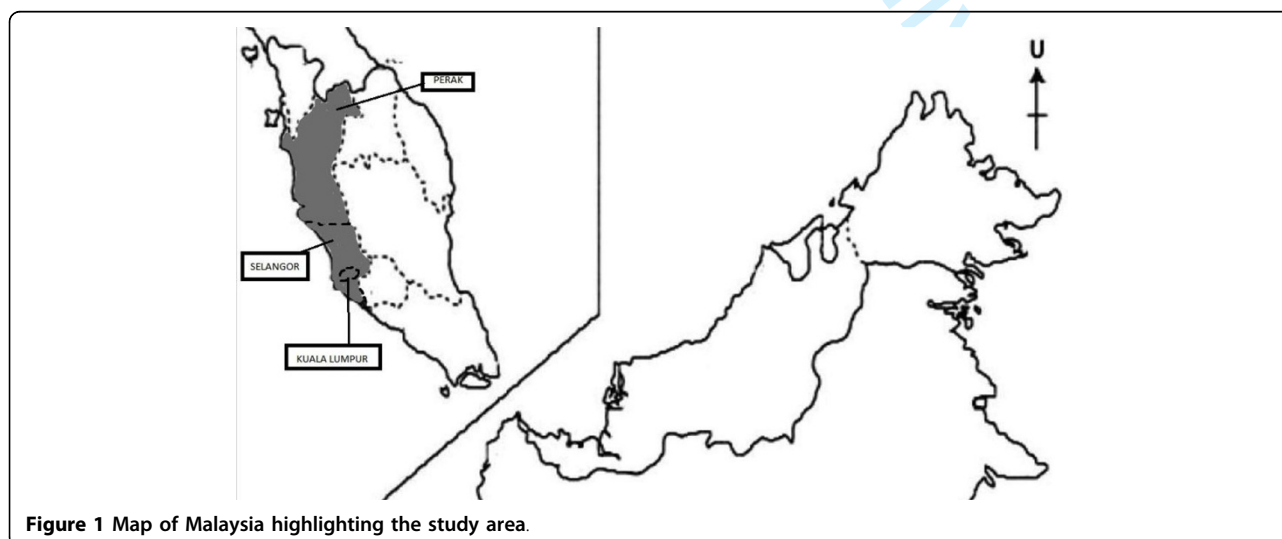 U
PERAK
SELANGOR
KUALA LUMPUR
Figure 1 Map of Malaysia highlighting the study area.